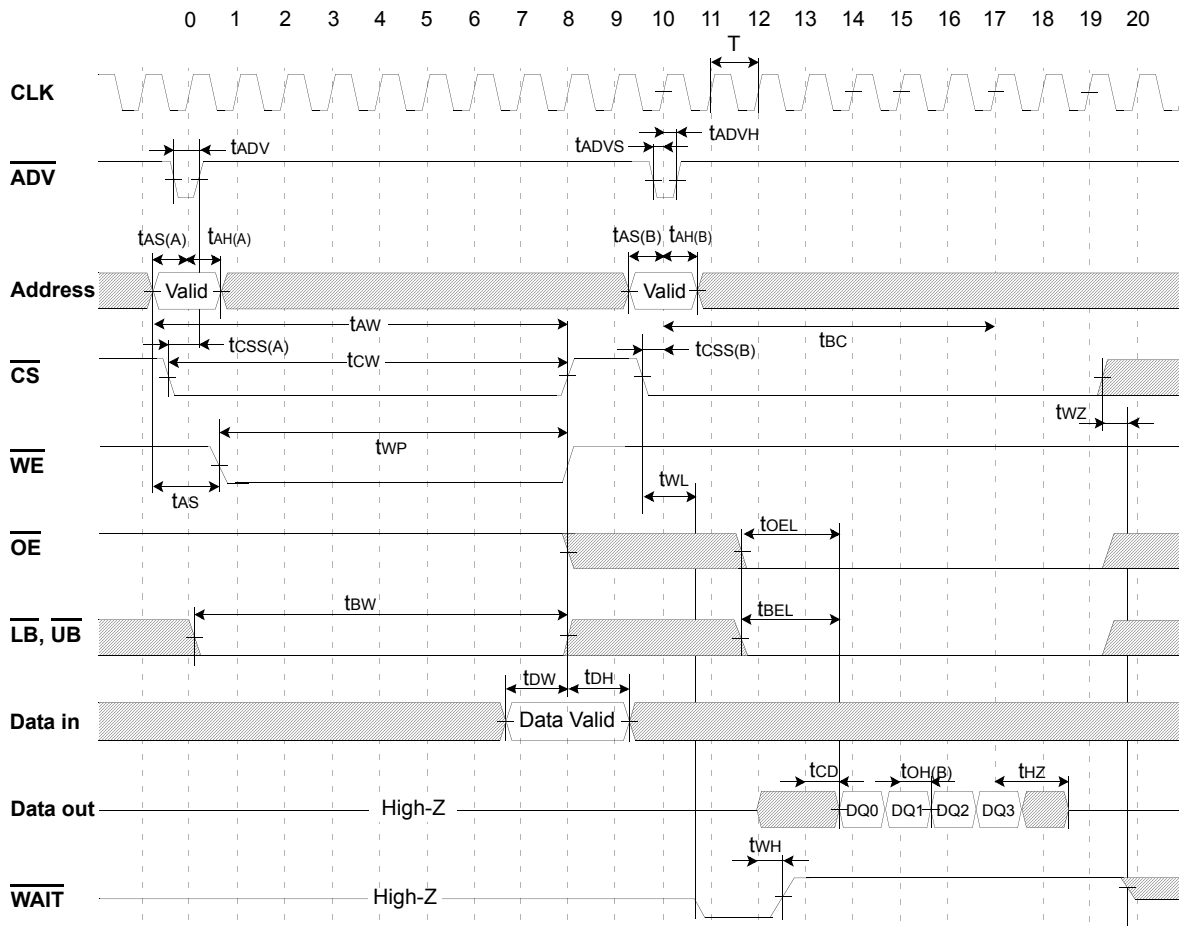 0 1 2 3 4 5 6 7 8 9 10 11 12 13 14 15 16 17 18 19 20
T
CLK
tADVH
tADV
tADVS
ADV
tAS(A) tAH(A) tAS(B) tAH(B)
Address Valid Valid
tAW
tCSS(A) tCSS(B) tBC
CS tCW
tWZ
tWP
WE
tWL
tAS
tOEL
OE
tBW tBEL
LB, UB
tDW tDH
Data in Data Valid
tCD tOH(B) tHZ
Data out High-Z DQ0 DQ1 DQ2 DQ3
tWH
WAIT High-Z